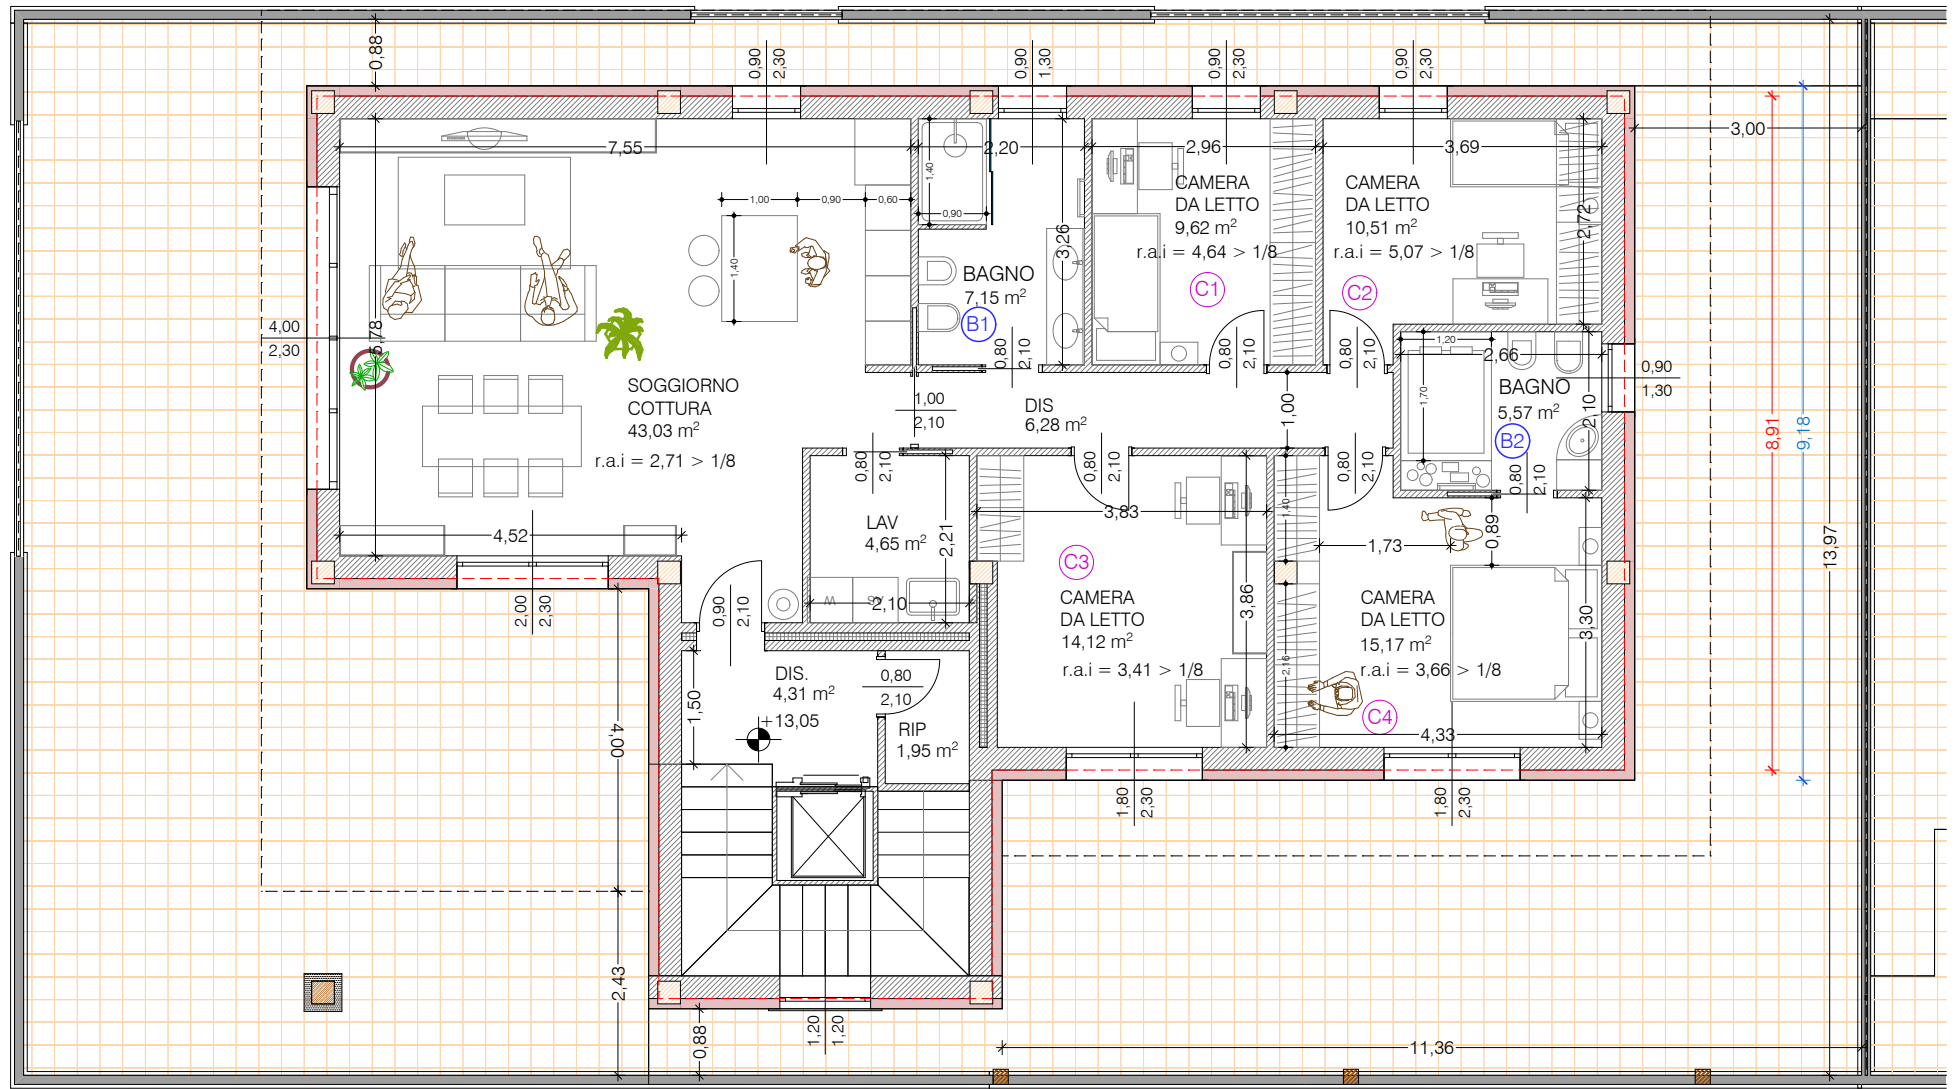 0,88
0,90
2,30
0,90
1,30
0,90
2,30
0,90
2,30
3,00
7,55
2,20
2,96
3,69
1,40
1,00
0,90
0,60
0,90
1,40
3,26
2,72
CAMERA
DA LETTO
9,62 m²
r.a.i = 4,64 > 1/8
C1
CAMERA
DA LETTO
10,51 m²
r.a.i = 5,07 > 1/8
C2
BAGNO
7,15 m²
B1
4,00
2,30
5,78
0,80
2,10
0,80
2,10
0,80
2,10
1,20
2,66
1,70
BAGNO
5,57 m²
B2
2,10
0,90
1,30
SOGGIORNO
COTTURA
43,03 m²
r.a.i = 2,71 > 1/8
1,00
2,10
DIS
6,28 m²
1,00
8,91
9,18
0,80
2,10
0,80
2,10
0,80
2,10
0,80
2,10
4,52
LAV
4,65 m²
2,21
3,83
1,40
1,73
0,89
13,97
C3
CAMERA
DA LETTO
14,12 m²
r.a.i = 3,41 > 1/8
3,86
CAMERA
DA LETTO
15,17 m²
r.a.i = 3,66 > 1/8
C4
3,30
2,16
4,33
2,00
2,30
0,90
2,10
W
AS
2,10
DIS.
4,31 m²
+13,05
1,50
0,80
2,10
RIP
1,95 m²
4,00
1,80
2,30
1,80
2,30
2,43
0,88
1,20
1,20
11,36